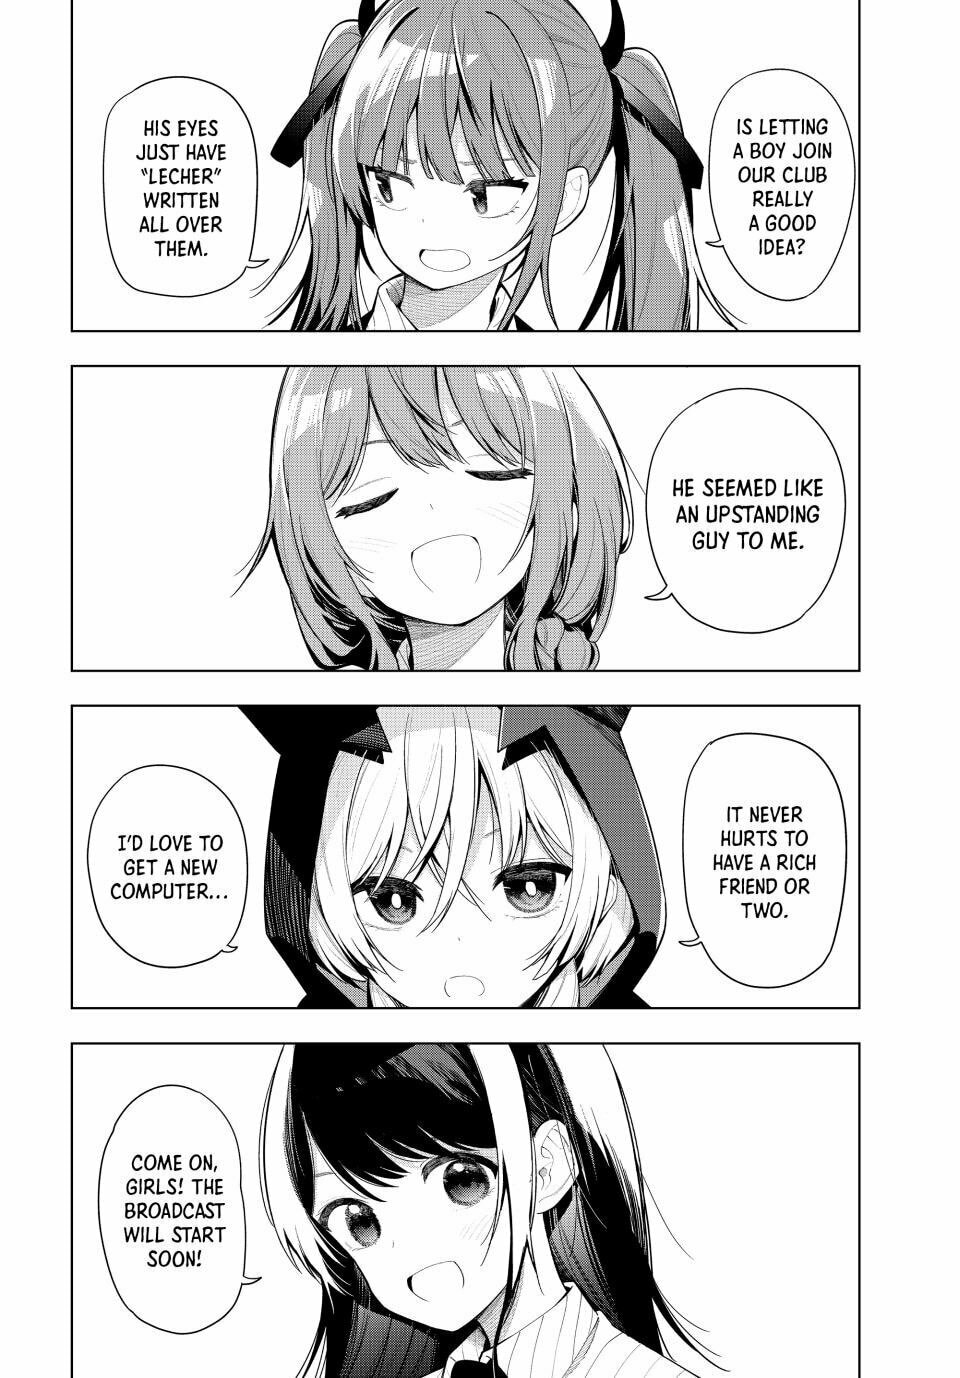 IS LETTING
A BOY JOIN
OUR CLUB
REALLY
A GOOD
IDEA?
HIS EYES
JUST HAVE
"LECHER"
WRITTEN
ALL OVER
THEM.
HE SEEMED LIKE
AN UPSTANDING
GUY TO ME.
IT NEVER
HURTS TO
HAVE A RICH
FRIEND OR
TWO.
I'D LOVE TO
GET A NEW
COMPUTER...
COME ON,
GIRLS! THE
BROADCAST
WILL START
SOON!